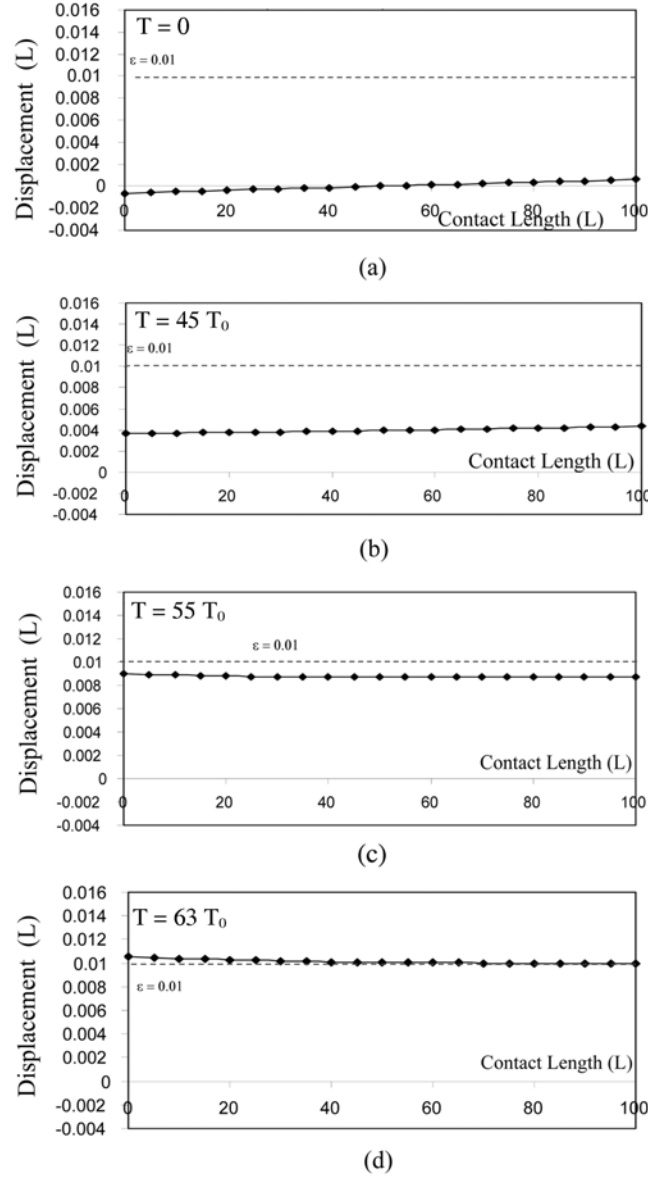 T = 0
ε = 0.01
Displacement (L)
0.016
0.014
0.012
0.01
0.008
0.006
0.004
0.002
0
-0.002
-0.004
0 20 40 60 80 100
Contact Length (L)
(a)
T = 45 T₀
ε = 0.01
Displacement (L)
0.016
0.014
0.012
0.01
0.008
0.006
0.004
0.002
0
-0.002
-0.004
Contact Length (L)
0 20 40 60 80 100
(b)
T = 55 T₀
ε = 0.01
Displacement (L)
0.016
0.014
0.012
0.01
0.008
0.006
0.004
0.002
0
-0.002
-0.004
Contact Length (L)
0 20 40 60 80 100
(c)
T = 63 T₀
ε = 0.01
Displacement (L)
0.016
0.014
0.012
0.01
0.008
0.006
0.004
0.002
0
-0.002
-0.004
Contact Length (L)
0 20 40 60 80 100
(d)